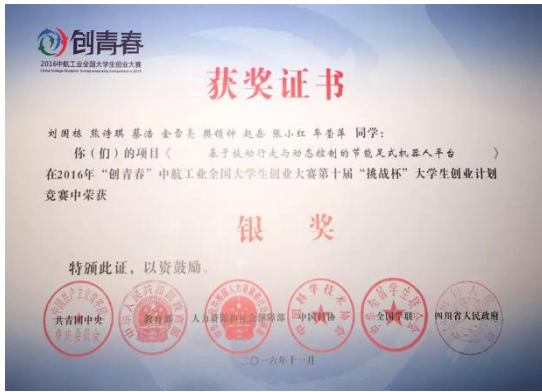 创青春
2016中航工业全国大学生创业大赛
获奖证书
刘国栋 熊诗琪 蔡浩 金雪亮 樊镇帅 赵磊 张小红 车莹萍 同学：
你（们）的项目《 基于被动行走与动态控制的节能足式机器人平台 》
在2016年“创青春”中航工业全国大学生创业大赛第十届“挑战杯”大学生创业计划
竞赛中荣获
银 奖
特颁此证，以资鼓励。
共青团中央 教育部 人力资源和社会保障部 中国科协 全国学联 四川省人民政府
二〇一六年十一月